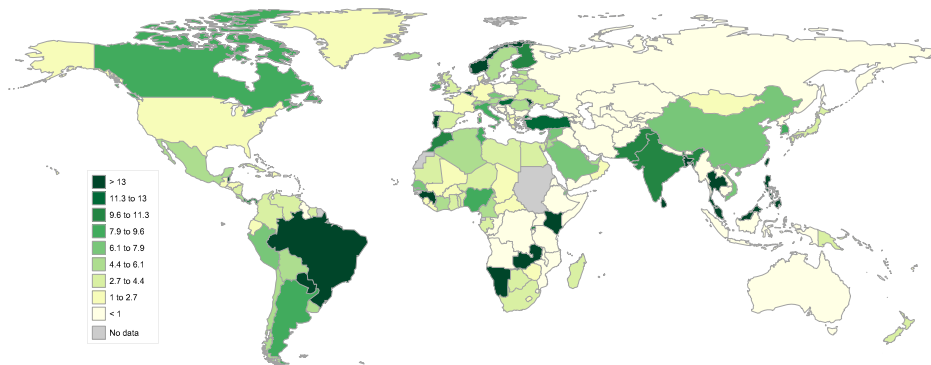 > 13
11.3 to 13
9.6 to 11.3
7.9 to 9.6
6.1 to 7.9
4.4 to 6.1
2.7 to 4.4
1 to 2.7
< 1
No data